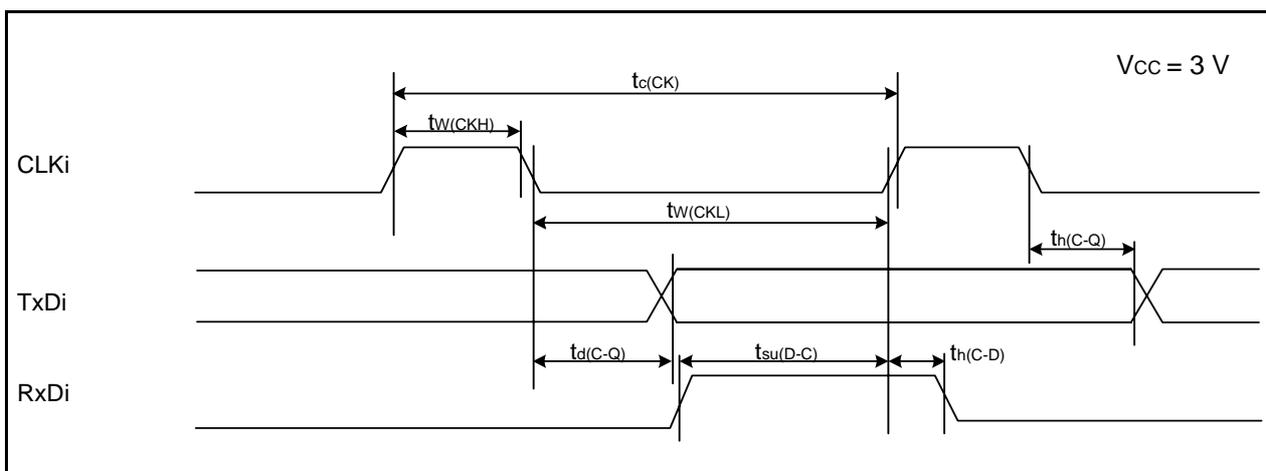 VCC = 3 V
tc(CK)
tW(CKH)
CLKi
tW(CKL)
th(C-Q)
TxDi
td(C-Q)
tsu(D-C)
th(C-D)
RxDi